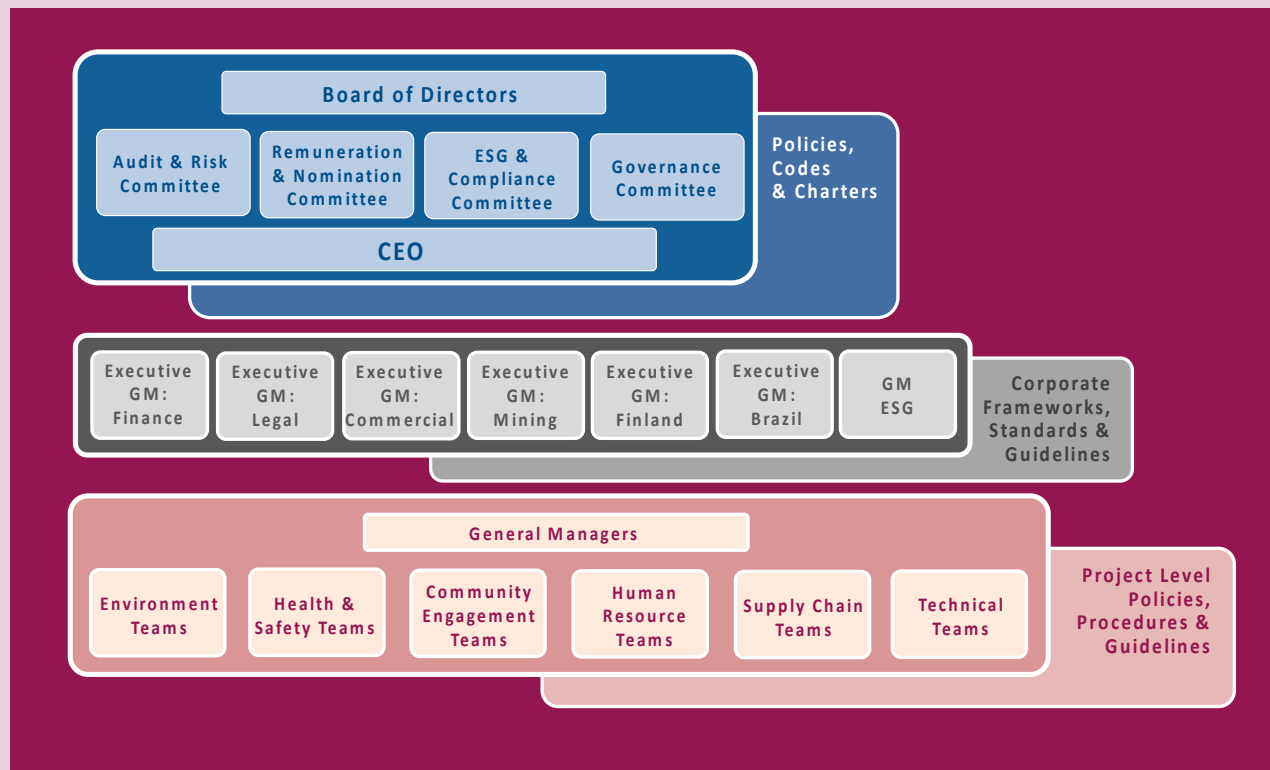 Board of Directors
Audit & Risk
Committee
Remuneration
& Nomination
Committee
ESG &
Compliance
Committee
Governance
Committee
CEO
Policies,
Codes
& Charters
Executive
GM:
Finance
Executive
GM:
Legal
Executive
GM:
Commercial
Executive
GM:
Mining
Executive
GM:
Finland
Executive
GM:
Brazil
GM
ESG
Corporate
Frameworks,
Standards &
Guidelines
General Managers
Environment
Teams
Health &
Safety Teams
Community
Engagement
Teams
Human
Resource
Teams
Supply Chain
Teams
Technical
Teams
Project Level
Policies,
Procedures &
Guidelines